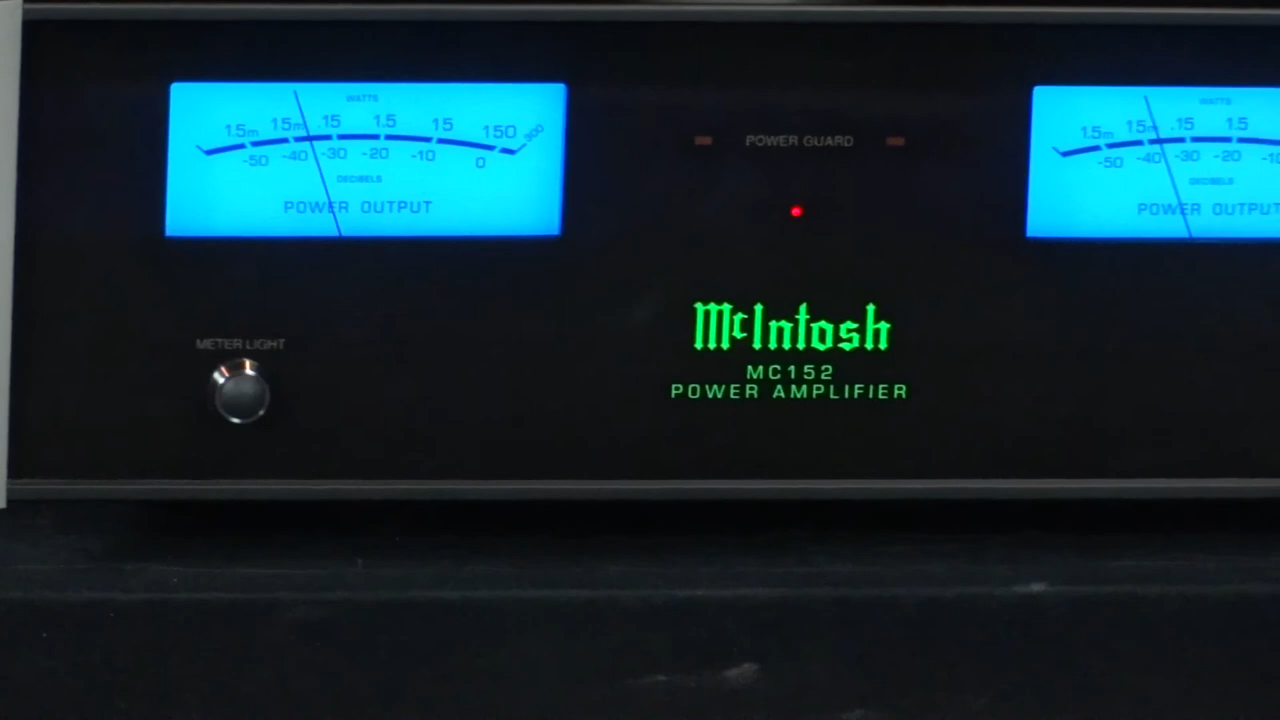 WATTS
1.5m 15m .15 1.5 15 150 300
-50 -40 -30 -20 -10 0
DECIBELS
POWER OUTPUT
POWER GUARD
WATTS
1.5m 15m .15 1.5
-50 -40 -30 -20 -10
DECIBELS
POWER OUTPUT
METER LIGHT
McIntosh
MC152
POWER AMPLIFIER